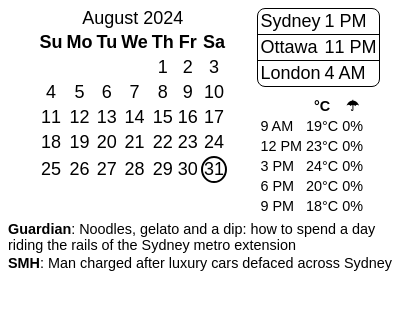 August 2024
Su Mo Tu We Th Fr Sa
1 2 3
4 5 6 7 8 9 10
11 12 13 14 15 16 17
18 19 20 21 22 23 24
25 26 27 28 29 30 31
Sydney 1 PM
Ottawa 11 PM
London 4 AM
°C ☂
9 AM 19°C 0%
12 PM 23°C 0%
3 PM 24°C 0%
6 PM 20°C 0%
9 PM 18°C 0%
Guardian: Noodles, gelato and a dip: how to spend a day
riding the rails of the Sydney metro extension
SMH: Man charged after luxury cars defaced across Sydney